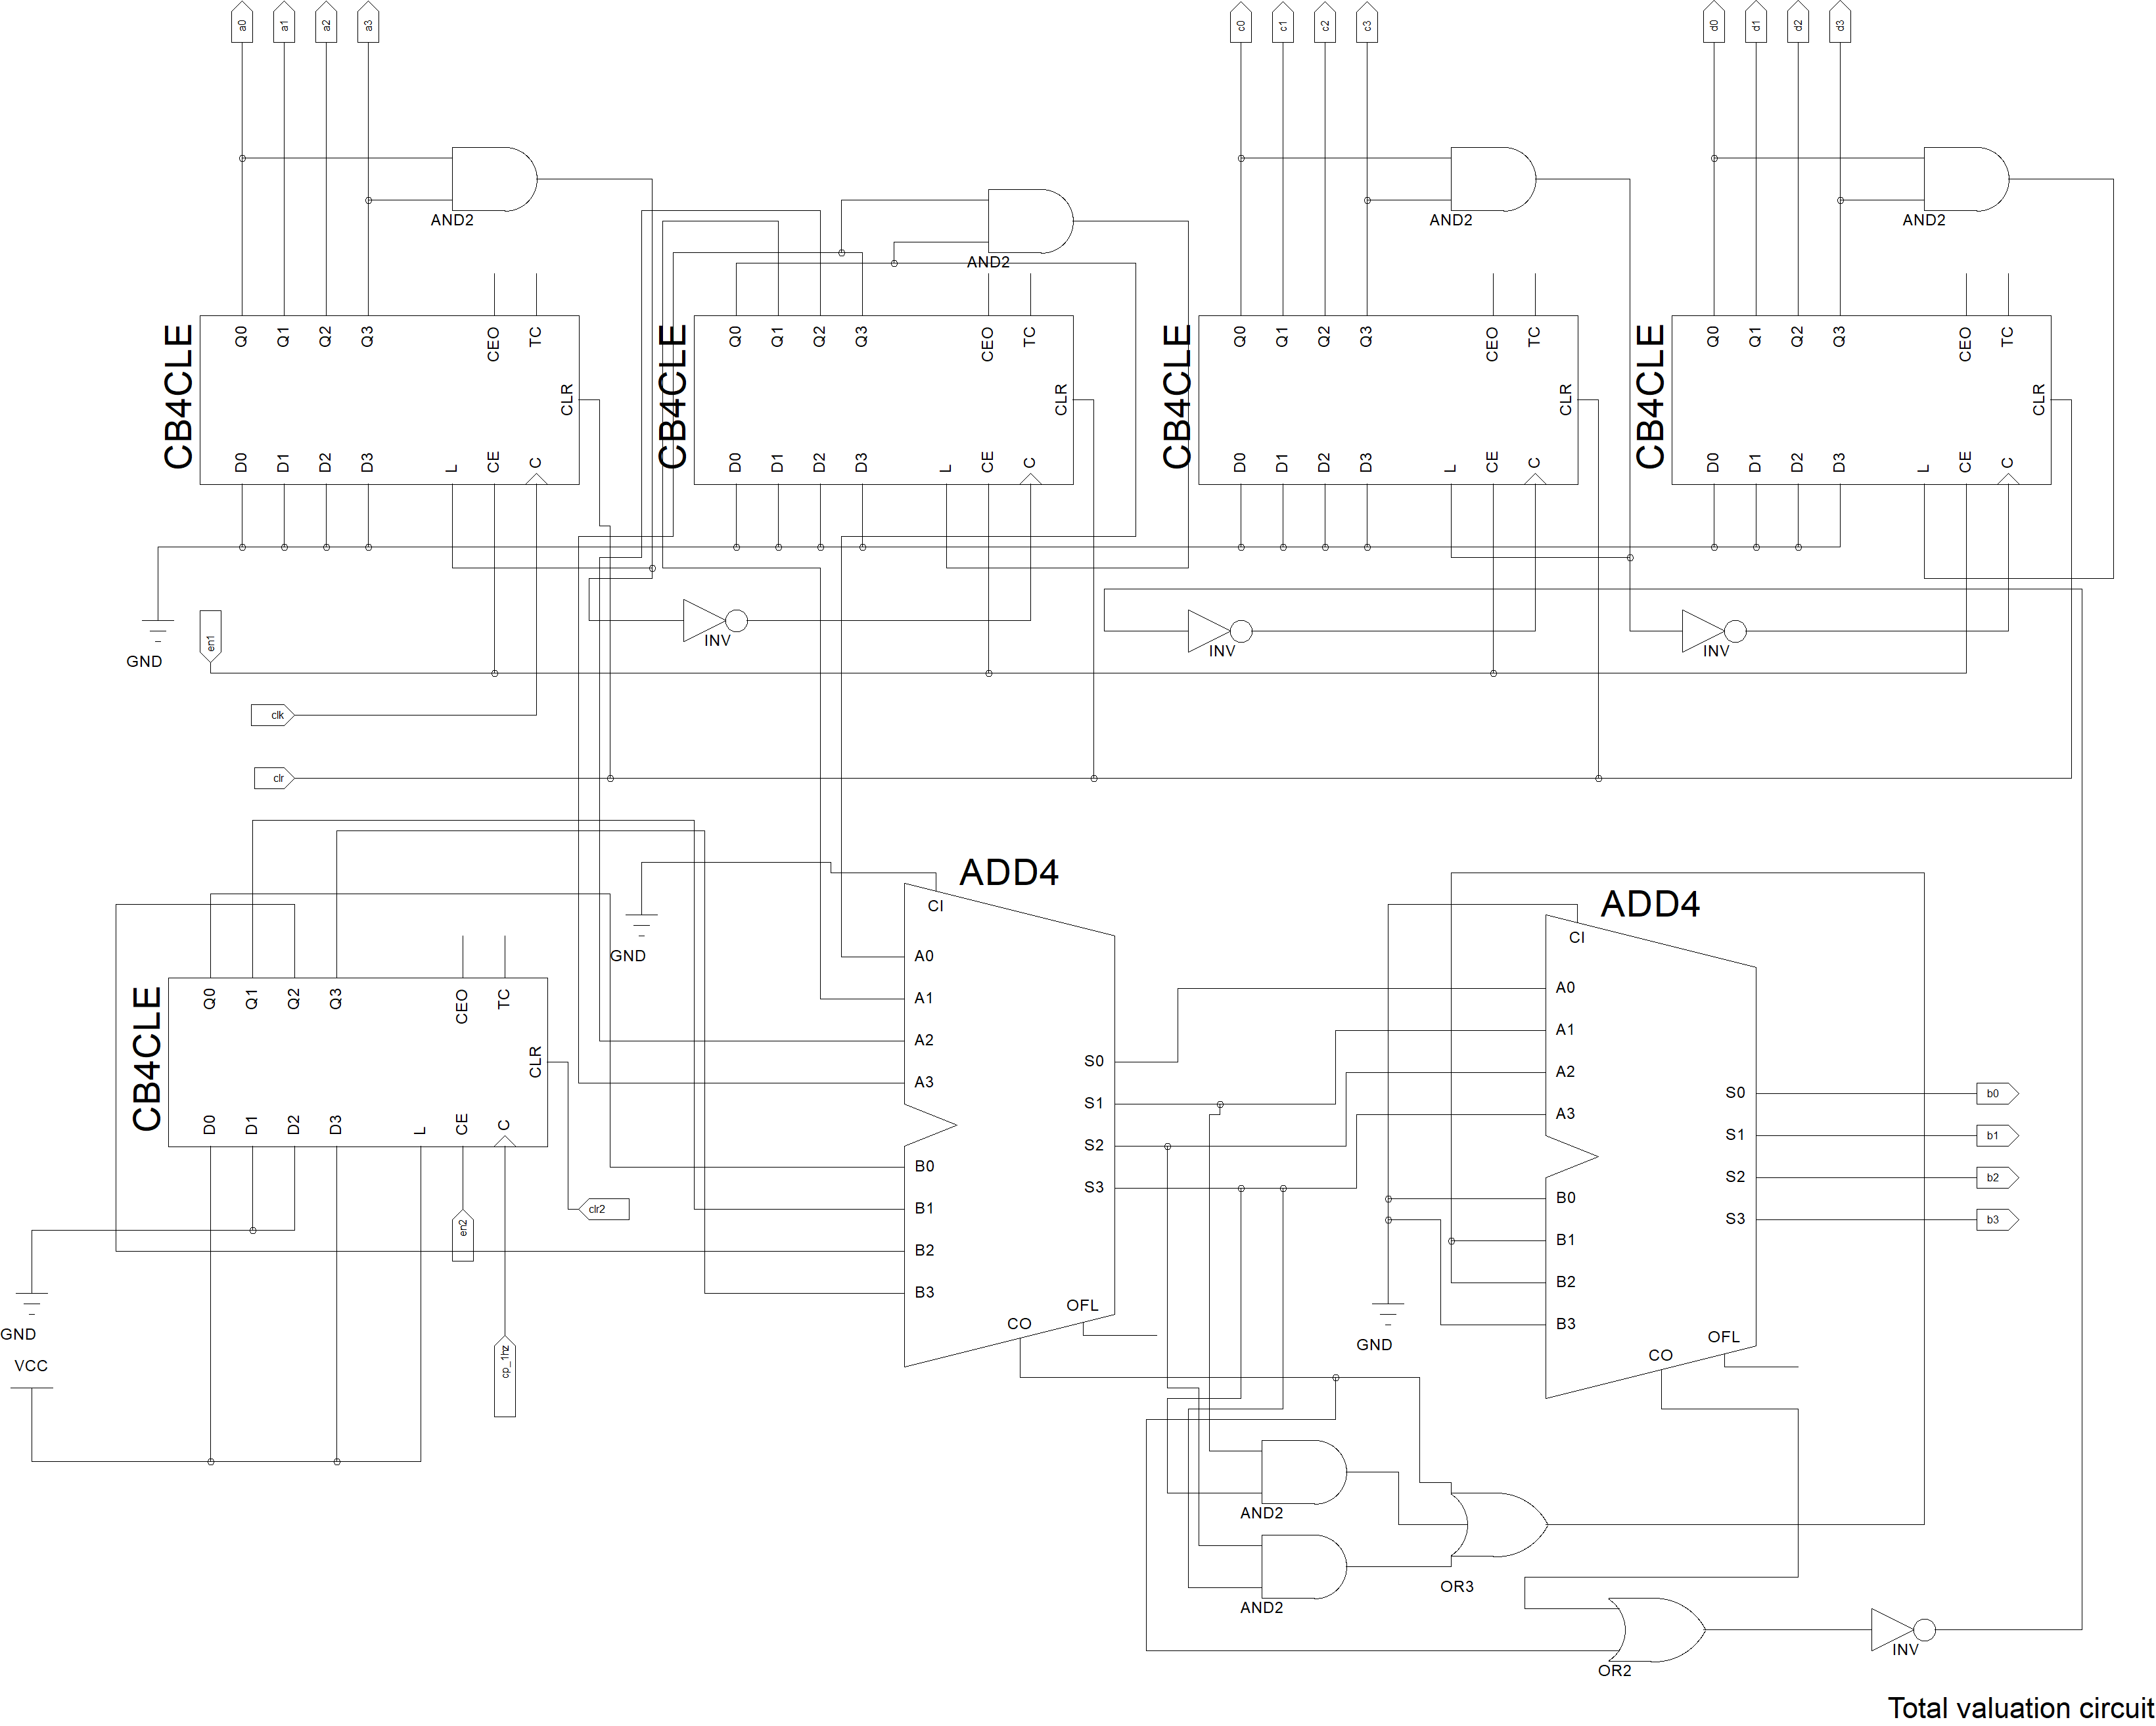 a0 a1 a2 a3 c0 c1 c2 c3 d0 d1 d2 d3
AND2 AND2 AND2 AND2
CB4CLE Q0 Q1 Q2 Q3 CEO TC CLR D0 D1 D2 D3 L CE C
CB4CLE Q0 Q1 Q2 Q3 CEO TC CLR D0 D1 D2 D3 L CE C
CB4CLE Q0 Q1 Q2 Q3 CEO TC CLR D0 D1 D2 D3 L CE C
CB4CLE Q0 Q1 Q2 Q3 CEO TC CLR D0 D1 D2 D3 L CE C
GND en1 INV INV INV
clk
clr
CB4CLE Q0 Q1 Q2 Q3 CEO TC CLR D0 D1 D2 D3 L CE C
clr2
en2
cp_1hz
GND
VCC
GND
ADD4
CI
A0
A1
A2
A3
B0
B1
B2
B3
S0
S1
S2
S3
CO
OFL
ADD4
CI
A0
A1
A2
A3
B0
B1
B2
B3
S0
S1
S2
S3
CO
OFL
b0
b1
b2
b3
GND
AND2
AND2
OR3
OR2
INV
Total valuation circuit